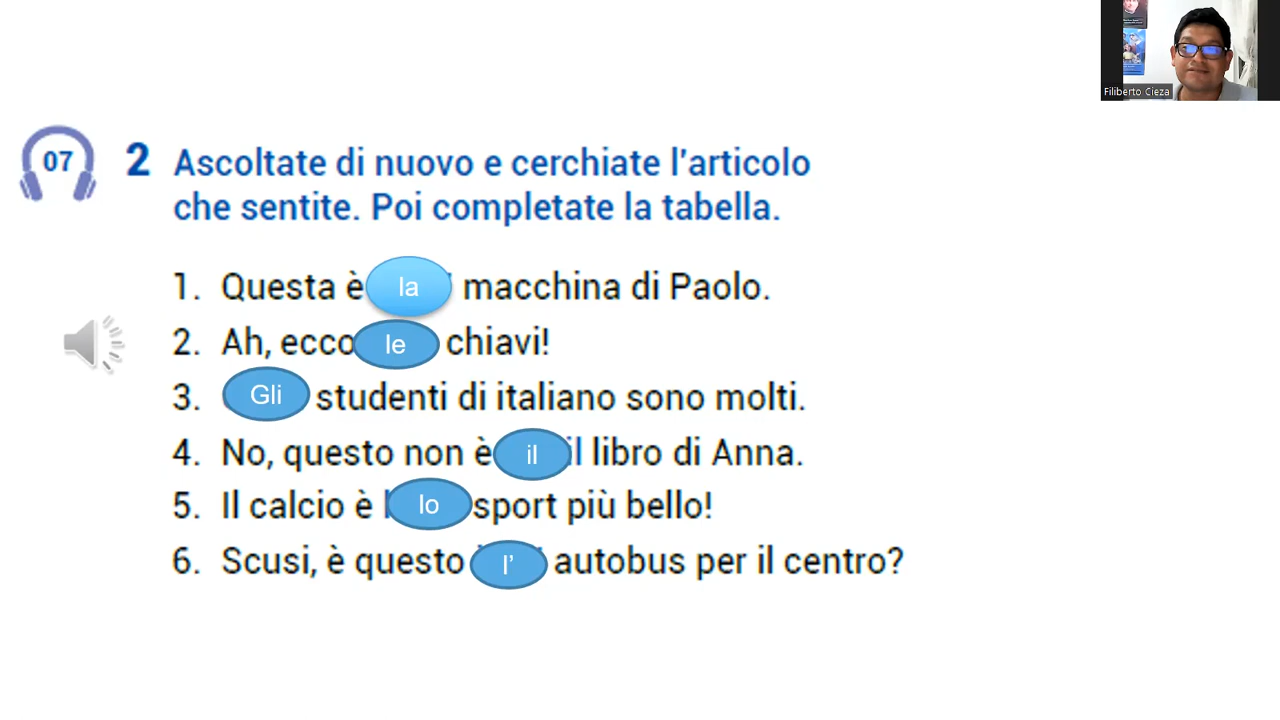 Filiberto Cieza
07
2 Ascoltate di nuovo e cerchiate l'articolo
che sentite. Poi completate la tabella.
1. Questa è la macchina di Paolo.
2. Ah, ecco le chiavi!
3. Gli studenti di italiano sono molti.
4. No, questo non è il il libro di Anna.
5. Il calcio è l lo sport più bello!
6. Scusi, è questo l’ autobus per il centro?